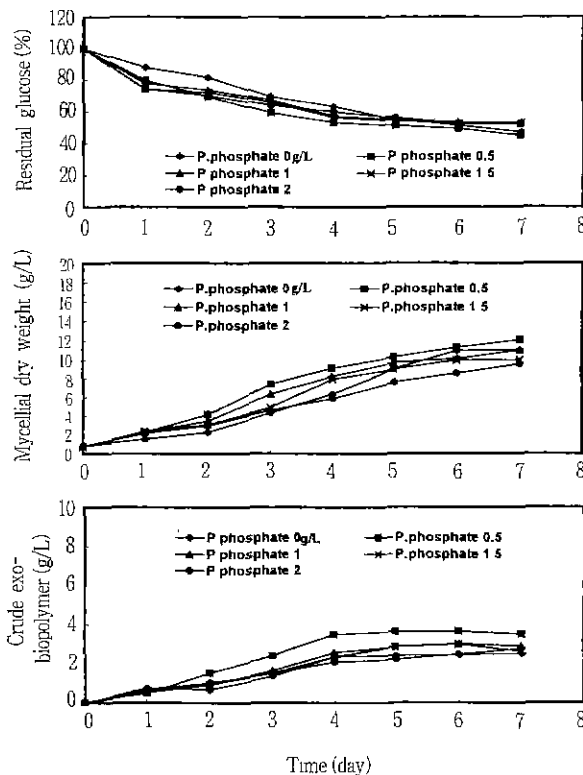 Residual glucose (%)
120
100
80
60
40
20
0
P.phosphate 0g/L
P phosphate 0.5
P.phosphate 1
P phosphate 1 5
P.phosphate 2
0 1 2 3 4 5 6 7 8
Mycellial dry weight (g/L)
20
18
16
14
12
10
8
6
4
2
0
P.phosphate 0g/L
P.phosphate 0.5
P.phosphate 1
P.phosphate 1 5
P.phosphate 2
0 1 2 3 4 5 6 7 8
Crude exo-
biopolymer (g/L)
10
8
6
4
2
0
P phosphate 0g/L
P.phosphate 0.5
P phosphate 1
P.phosphate 1 5
P phosphate 2
0 1 2 3 4 5 6 7 8
Time (day)